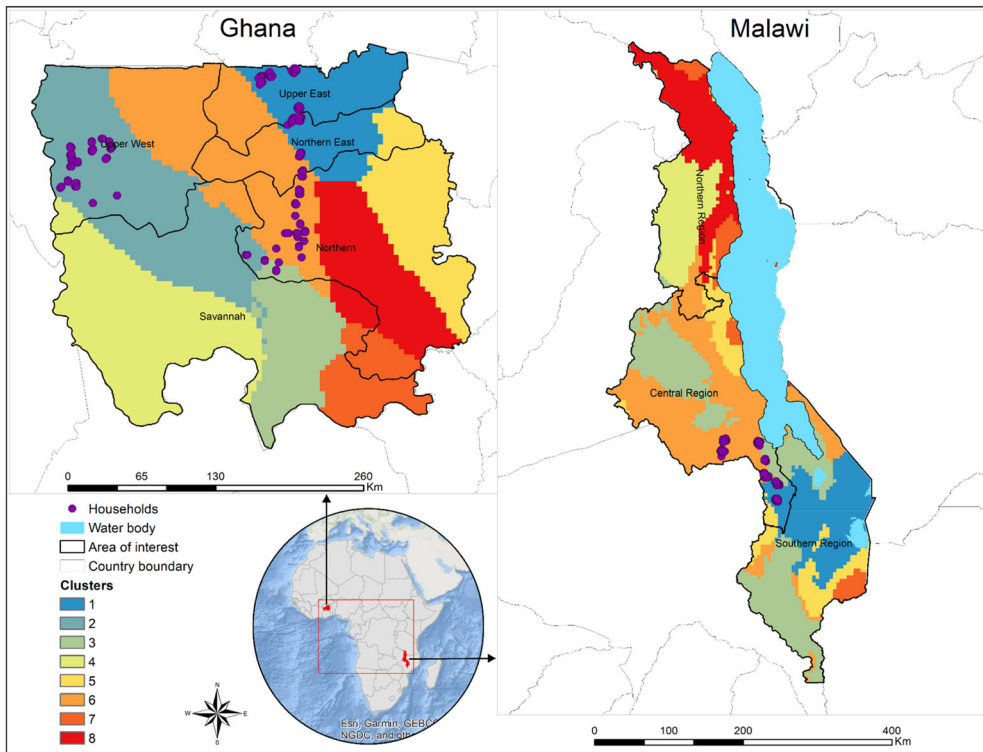 Ghana
Upper East
Northern East
Upper West
Northern
Savannah
0 65 130 260
Km
Malawi
Northern Region
Central Region
Southern Region
0 100 200 400
Km
Households
Water body
Area of interest
Country boundary
Clusters
1
2
3
4
5
6
7
8
N
W E
S
Esri, Garmin, GEBC
NGDC, and oth